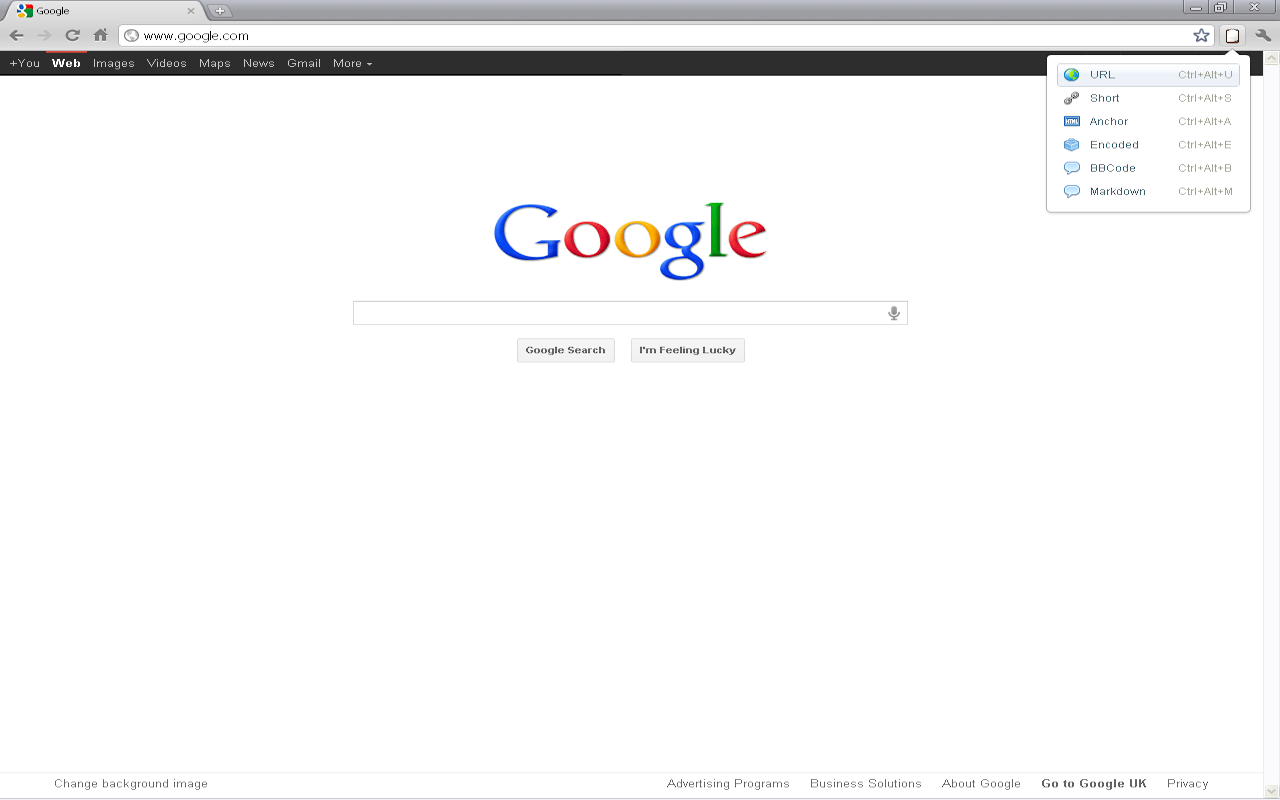 Google
www.google.com
+You Web Images Videos Maps News Gmail More
URL Ctrl+Alt+U
Short Ctrl+Alt+S
HTML Anchor Ctrl+Alt+A
Encoded Ctrl+Alt+E
BBCode Ctrl+Alt+B
Markdown Ctrl+Alt+M
Google
Google Search I'm Feeling Lucky
Change background image Advertising Programs Business Solutions About Google Go to Google UK Privacy